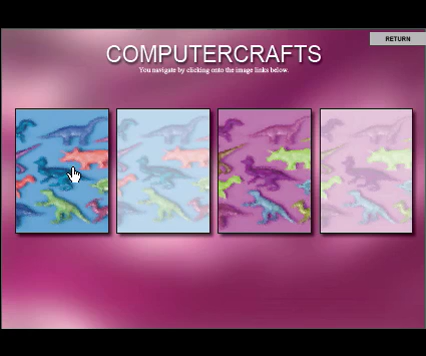 RETURN
COMPUTERCRAFTS
You navigate by clicking onto the image links below.